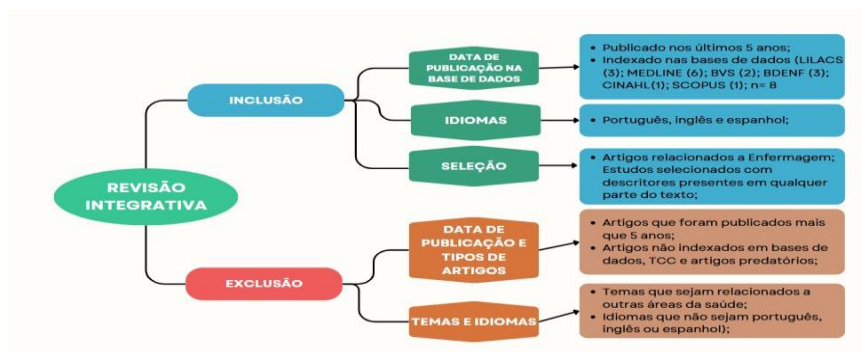 REVISÃO
INTEGRATIVA
INCLUSÃO
DATA DE
PUBLICAÇÃO NA
BASE DE DADOS
• Publicado nos últimos 5 anos;
• Indexado nas bases de dados (LILACS
(3); MEDLINE (6); BVS (2); BDENF (3);
CINAHL(1); SCOPUS (1); n= 8
IDIOMAS
• Português, inglês e espanhol;
SELEÇÃO
• Artigos relacionados a Enfermagem;
Estudos selecionados com
descritores presentes em qualquer
parte do texto;
EXCLUSÃO
DATA DE
PUBLICAÇÃO E
TIPOS DE
ARTIGOS
• Artigos que foram publicados mais
que 5 anos;
• Artigos não indexados em bases de
dados, TCC e artigos predatórios;
TEMAS E IDIOMAS
• Temas que sejam relacionados a
outras áreas da saúde;
• Idiomas que não sejam português,
inglês ou espanhol);